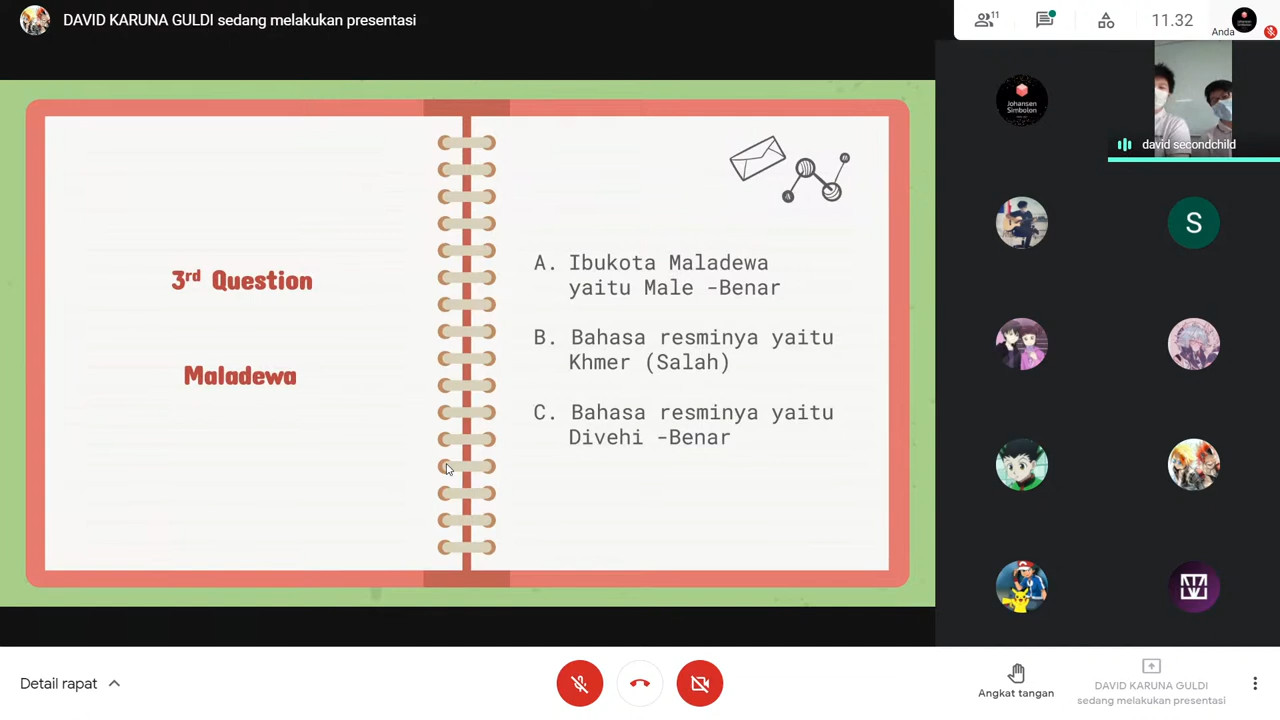 DAVID KARUNA GULDI sedang melakukan presentasi
11
11.32
Anda
Johansen
Simbolon
david secondchild
S
3rd Question
Maladewa
A. Ibukota Maladewa
yaitu Male -Benar
B. Bahasa resminya yaitu
Khmer (Salah)
C. Bahasa resminya yaitu
Divehi -Benar
Detail rapat
Angkat tangan
DAVID KARUNA GULDI
sedang melakukan presentasi